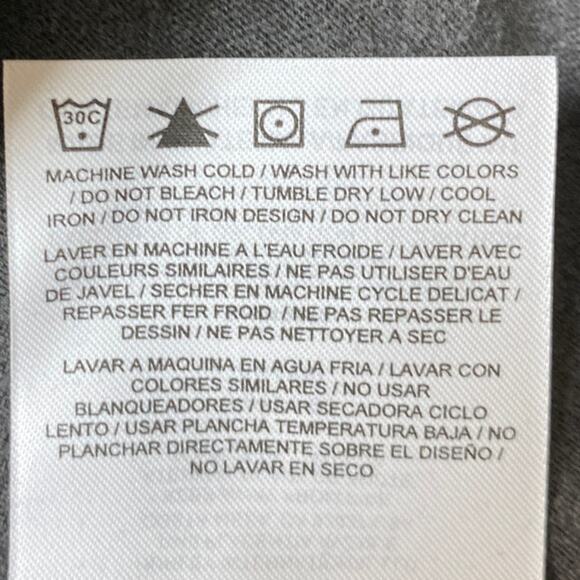 30C
MACHINE WASH COLD / WASH WITH LIKE COLORS
/ DO NOT BLEACH / TUMBLE DRY LOW / COOL
IRON / DO NOT IRON DESIGN / DO NOT DRY CLEAN
LAVER EN MACHINE A L'EAU FROIDE / LAVER AVEC
COULEURS SIMILAIRES / NE PAS UTILISER D'EAU
DE JAVEL / SECHER EN MACHINE CYCLE DELICAT /
REPASSER FER FROID / NE PAS REPASSER LE
DESSIN / NE PAS NETTOYER A SEC
LAVAR A MAQUINA EN AGUA FRIA / LAVAR CON
COLORES SIMILARES / NO USAR
BLANQUEADORES / USAR SECADORA CICLO
LENTO / USAR PLANCHA TEMPERATURA BAJA / NO
PLANCHAR DIRECTAMENTE SOBRE EL DISEÑO /
NO LAVAR EN SECO